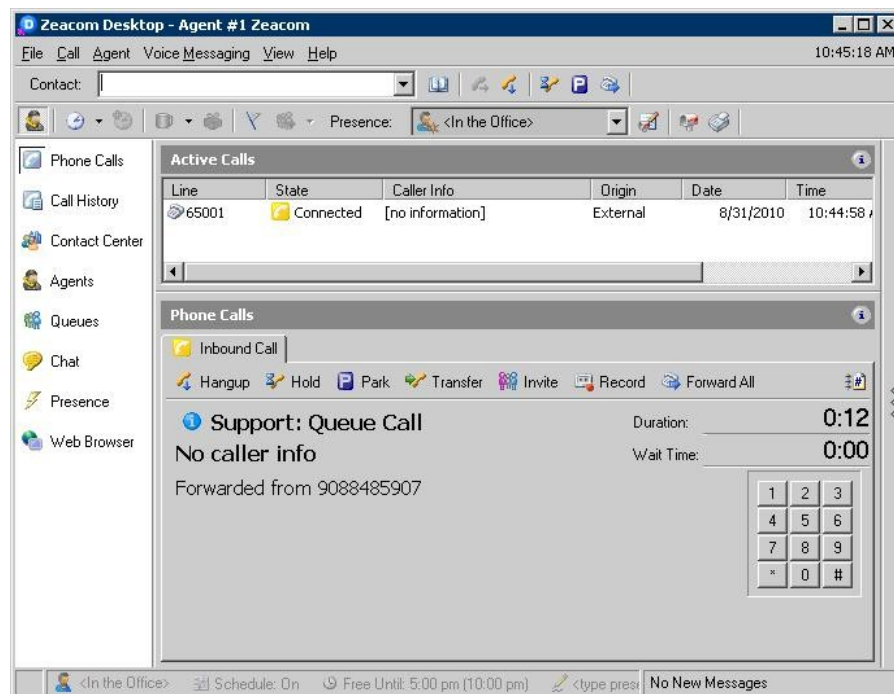 Zeacom Desktop - Agent #1 Zeacom
File Call Agent Voice Messaging View Help 10:45:18 AM
Contact:
Presence: <In the Office>
Phone Calls
Call History
Contact Center
Agents
Queues
Chat
Presence
Web Browser
Active Calls
Line State Caller Info Origin Date Time
65001 Connected [no information] External 8/31/2010 10:44:58
Phone Calls
Inbound Call
Hangup Hold P Park Transfer Invite Record Forward All
Support: Queue Call
Duration: 0:12
No caller info
Wait Time: 0:00
Forwarded from 9088485907
1 2 3
4 5 6
7 8 9
* 0 #
<In the Office> Schedule: On Free Until: 5:00 pm (10:00 pm) <type No New Messages